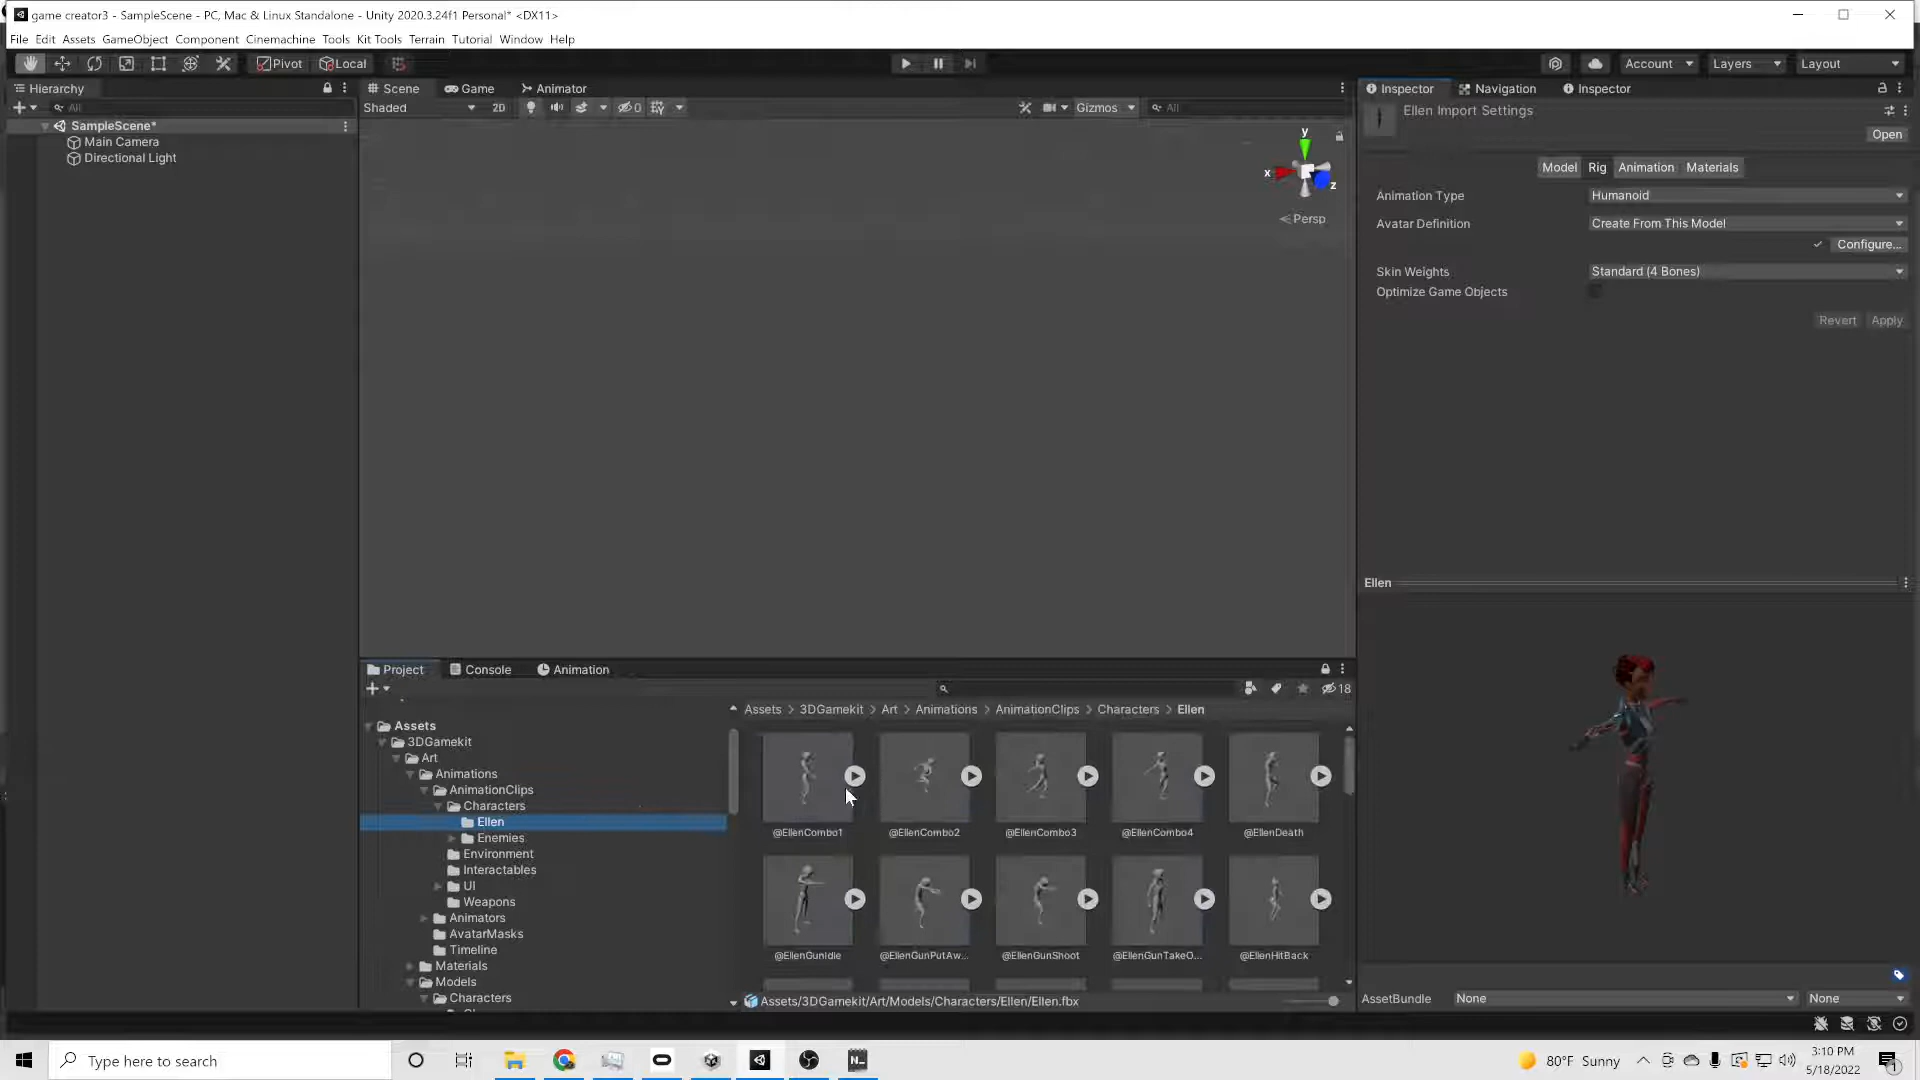 game creator3 - SampleScene - PC, Mac & Linux Standalone - Unity 2020.3.24f1 Personal* <DX11>
File Edit Assets GameObject Component Cinemachine Tools Kit Tools Terrain Tutorial Window Help
Pivot Local Account Layers Layout
Hierarchy
All
SampleScene*
Main Camera
Directional Light
Scene Game Animator
Shaded 2D 0 Gizmos All
y
x
z
Persp
Inspector Navigation Inspector
Ellen Import Settings
Open
Model Rig Animation Materials
Animation Type Humanoid
Avatar Definition Create From This Model
Configure...
Skin Weights Standard (4 Bones)
Optimize Game Objects
Revert Apply
Ellen
AssetBundle None None
Project Console Animation
18
Assets
3DGamekit
Art
Animations
AnimationClips
Characters
Ellen
Enemies
Environment
Interactables
UI
Weapons
Animators
AvatarMasks
Timeline
Materials
Models
Characters
Assets > 3DGamekit > Art > Animations > AnimationClips > Characters > Ellen
@EllenCombo1 @EllenCombo2 @EllenCombo3 @EllenCombo4 @EllenDeath
@EllenGunIdle @EllenGunPutAw... @EllenGunShoot @EllenGunTakeO... @EllenHitBack
Assets/3DGamekit/Art/Models/Characters/Ellen/Ellen.fbx
Type here to search
80°F Sunny
3:10 PM
5/18/2022
1